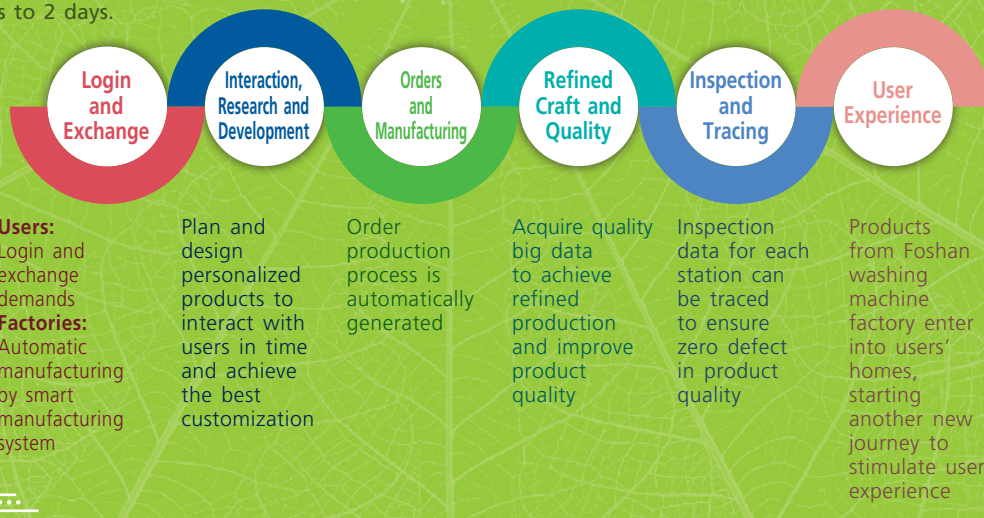 s to 2 days.
Login
and
Exchange
Interaction,
Research and
Development
Orders
and
Manufacturing
Refined
Craft and
Quality
Inspection
and
Tracing
User
Experience
Users:
Login and
exchange
demands
Factories:
Automatic
manufacturing
by smart
manufacturing
system
Plan and
design
personalized
products to
interact with
users in time
and achieve
the best
customization
Order
production
process is
automatically
generated
Acquire quality
big data
to achieve
refined
production
and improve
product
quality
Inspection
data for each
station can
be traced
to ensure
zero defect
in product
quality
Products
from Foshan
washing
machine
factory enter
into users’
homes,
starting
another new
journey to
stimulate user
experience